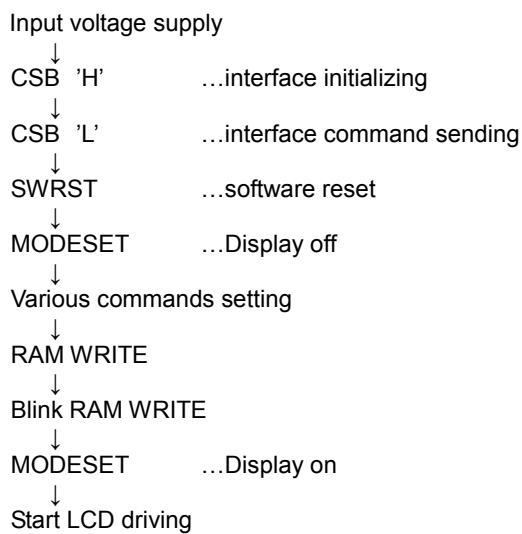 Input voltage supply
↓
CSB 'H' …interface initializing
↓
CSB 'L' …interface command sending
↓
SWRST …software reset
↓
MODESET …Display off
↓
Various commands setting
↓
RAM WRITE
↓
Blink RAM WRITE
↓
MODESET …Display on
↓
Start LCD driving